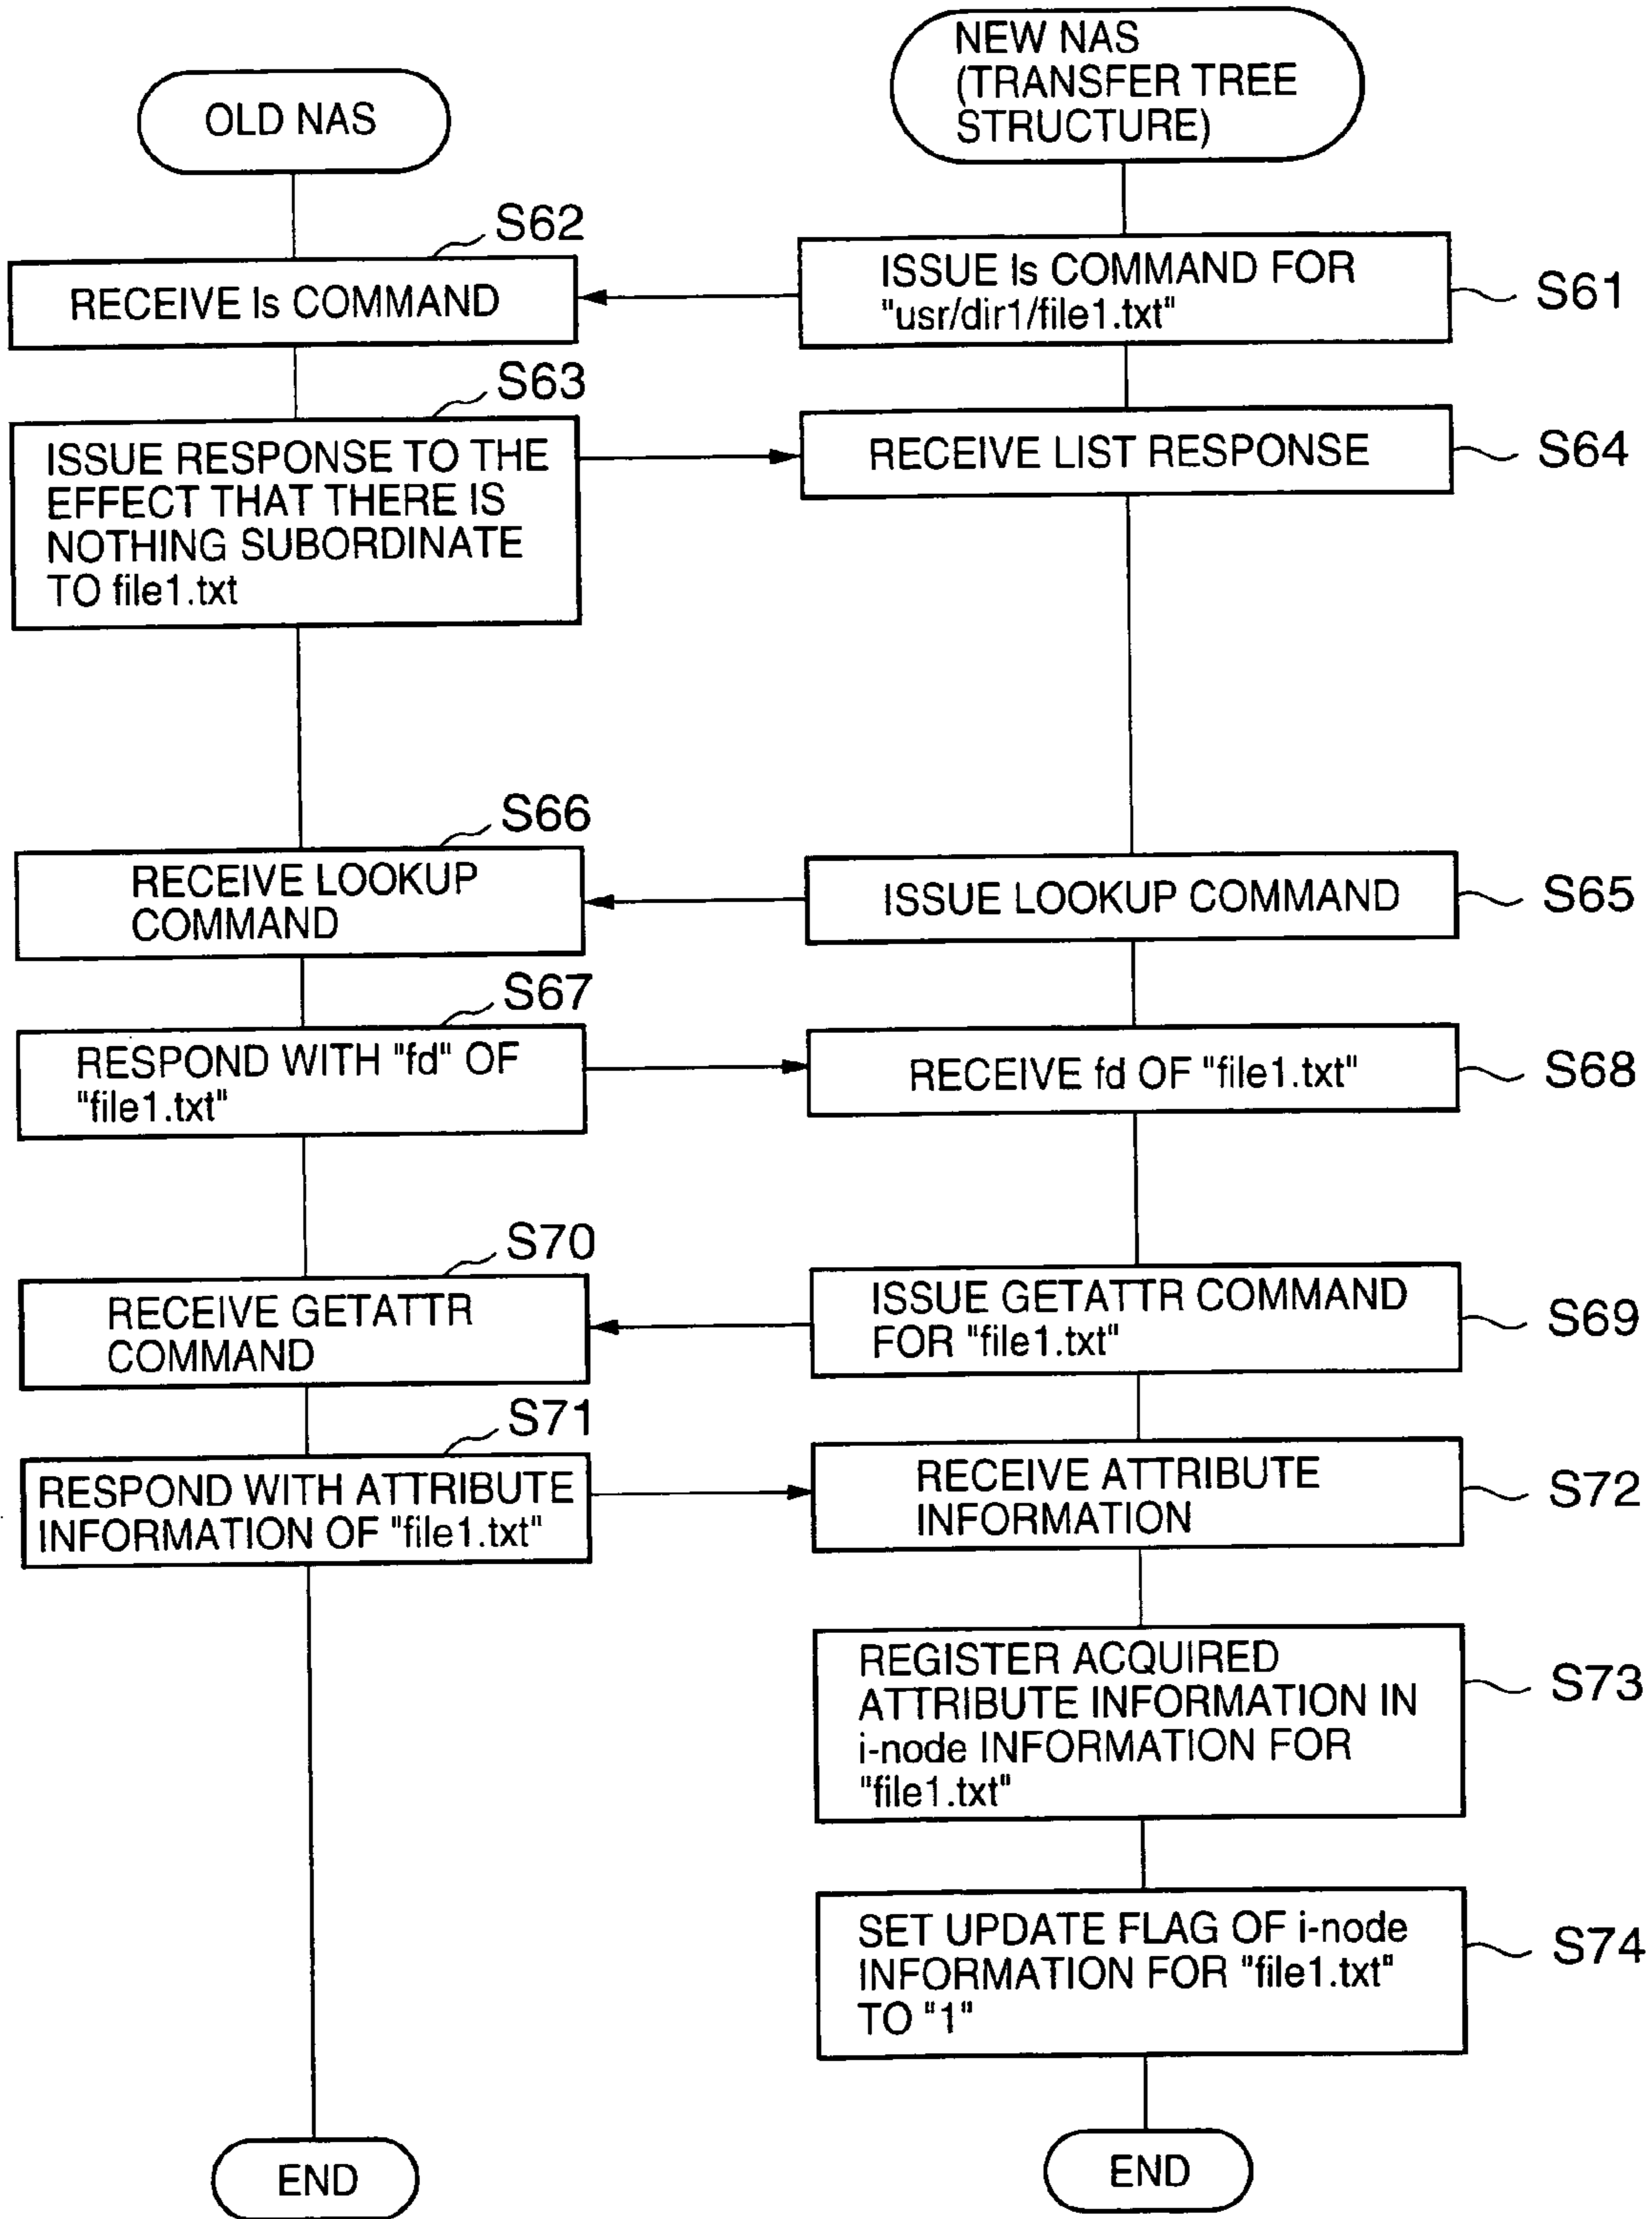 NEW NAS
(TRANSFER TREE
STRUCTURE)
OLD NAS
S62
RECEIVE ls COMMAND
ISSUE ls COMMAND FOR
"usr/dir1/file1.txt"
S61
S63
ISSUE RESPONSE TO THE
EFFECT THAT THERE IS
NOTHING SUBORDINATE
TO file1.txt
RECEIVE LIST RESPONSE
S64
S66
RECEIVE LOOKUP
COMMAND
ISSUE LOOKUP COMMAND
S65
S67
RESPOND WITH "fd" OF
"file1.txt"
RECEIVE fd OF "file1.txt"
S68
S70
RECEIVE GETATTR
COMMAND
ISSUE GETATTR COMMAND
FOR "file1.txt"
S69
S71
RESPOND WITH ATTRIBUTE
INFORMATION OF "file1.txt"
RECEIVE ATTRIBUTE
INFORMATION
S72
REGISTER ACQUIRED
ATTRIBUTE INFORMATION IN
i-node INFORMATION FOR
"file1.txt"
S73
SET UPDATE FLAG OF i-node
INFORMATION FOR "file1.txt"
TO "1"
S74
END
END